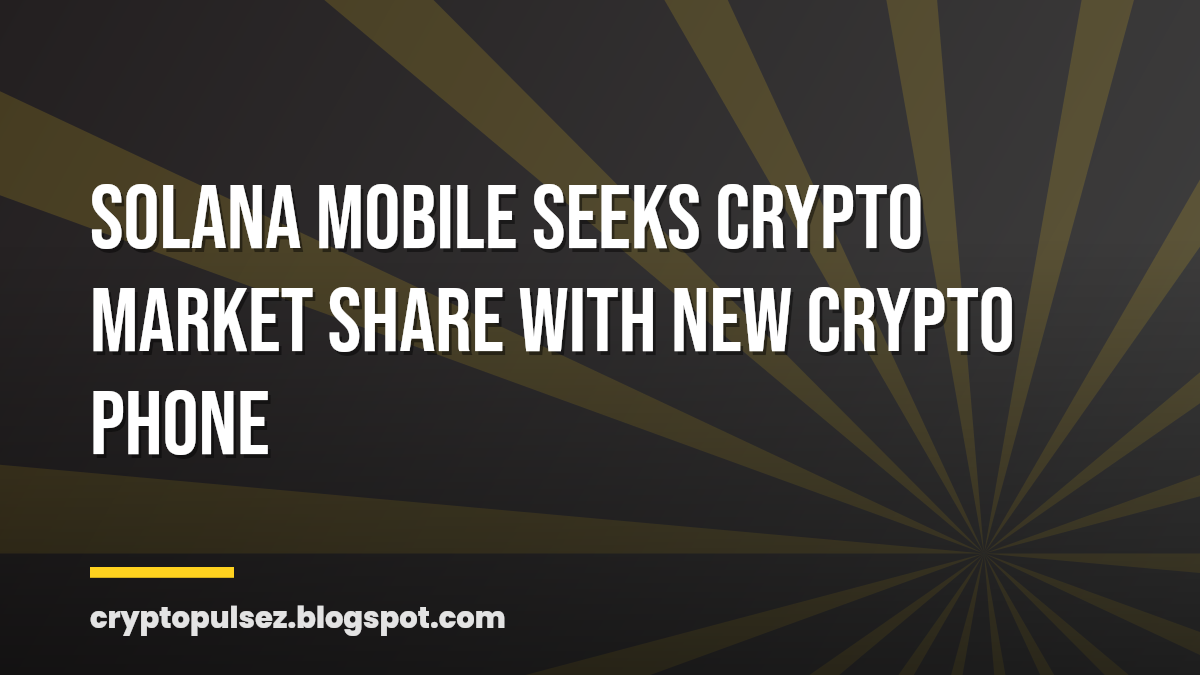 SOLANA MOBILE SEEKS CRYPTO
MARKET SHARE WITH NEW CRYPTO
PHONE
cryptopulsez.blogspot.com